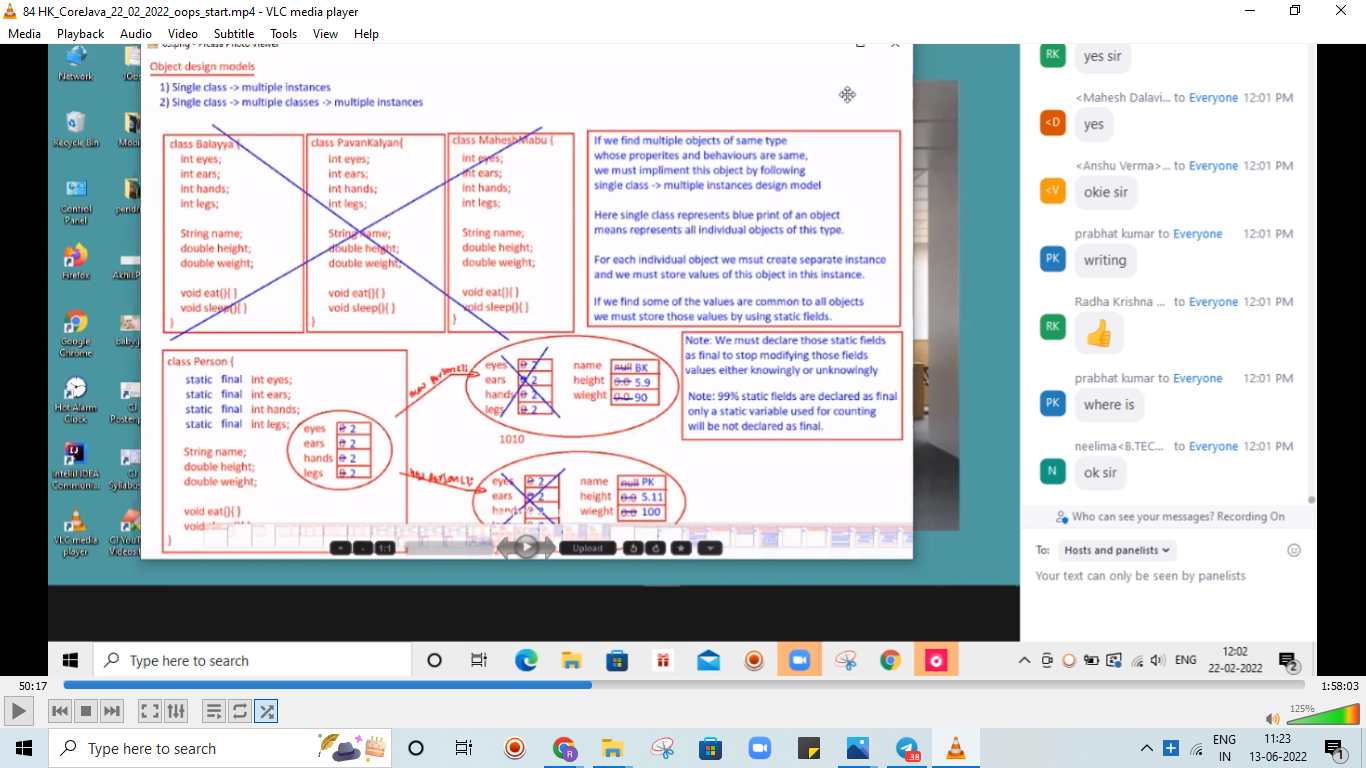 84 HK_CoreJava_22_02_2022_oops_start.mp4 - VLC media player
Media Playback Audio Video Subtitle Tools View Help
03.png - Picasa Photo Viewer
Object design models
1) Single class -> multiple instances
2) Single class -> multiple classes -> multiple instances
class Balayya {
int eyes;
int ears;
int hands;
int legs;
String name;
double height;
double weight;
void eat(){ }
void sleep(){ }
}
class PavanKalyan{
int eyes;
int ears;
int hands;
int legs;
String name;
double height;
double weight;
void eat(){ }
void sleep(){ }
}
class MaheshMabu {
int eyes;
int ears;
int hands;
int legs;
String name;
double height;
double weight;
void eat(){ }
void sleep(){ }
}
If we find multiple objects of same type
whose properites and behaviours are same,
we must impliment this object by following
single class -> multiple instances design model
Here single class represents blue print of an object
means represents all individual objects of this type.
For each individual object we msut create separate instance
and we must store values of this object in this instance.
If we find some of the values are common to all objects
we must store those values by using static fields.
class Person {
static final int eyes;
static final int ears;
static final int hands;
static final int legs;
String name;
double height;
double weight;
void eat(){ }
void
}
eyes 0 2
ears 0 2
hands 0 2
legs 0 2
new Person();
new Person();
eyes 0 2
ears 0 2
hands 0 2
legs 0 2
name null BK
height 0.0 5.9
wieght 0.0 90
1010
eyes 0 2
ears 0 2
hands 0 2
name null PK
height 0.0 5.11
wieght 0.0 100
Note: We must declare those static fields
as final to stop modifying those fields
values either knowingly or unknowingly
Note: 99% static fields are declared as final
only a static variable used for counting
will be not declared as final.
1:1
Upload
Network
Recycle Bin
Control
Panel
Firefox
Google
Chrome
Hot Alarm
Clock
IntelliJ IDEA
Communi...
VLC media
player
RK
yes sir
<Mahesh Dalavi... to Everyone 12:01 PM
<D
yes
<Anshu Verma>... to Everyone 12:01 PM
<V
okie sir
prabhat kumar to Everyone 12:01 PM
PK
writing
Radha Krishna ... to Everyone 12:01 PM
RK
prabhat kumar to Everyone 12:01 PM
PK
where is
neelima<B.TEC... to Everyone 12:01 PM
N
ok sir
Who can see your messages? Recording On
To: Hosts and panelists
Your text can only be seen by panelists
Type here to search
ENG
12:02
22-02-2022
2
50:17
1:58:03
125%
Type here to search
38
ENG
IN
11:23
13-06-2022
1